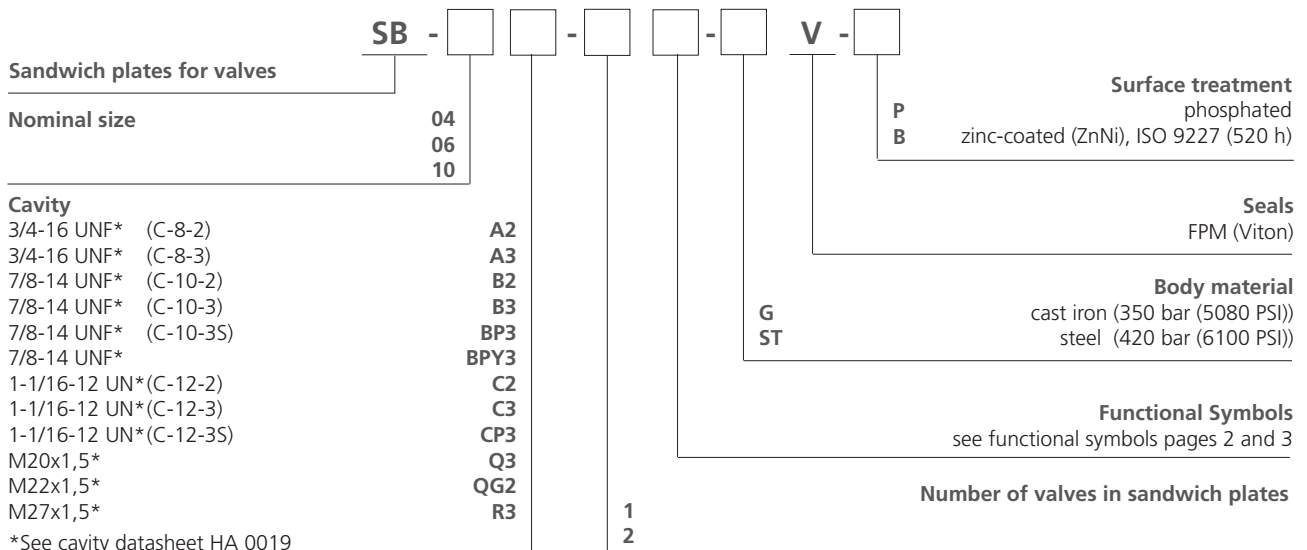 SB - - - V -
Sandwich plates for valves
Nominal size
04
06
10
Cavity
3/4-16 UNF* (C-8-2) A2
3/4-16 UNF* (C-8-3) A3
7/8-14 UNF* (C-10-2) B2
7/8-14 UNF* (C-10-3) B3
7/8-14 UNF* (C-10-3S) BP3
7/8-14 UNF* BPY3
1-1/16-12 UN*(C-12-2) C2
1-1/16-12 UN*(C-12-3) C3
1-1/16-12 UN*(C-12-3S) CP3
M20x1,5* Q3
M22x1,5* QG2
M27x1,5* R3
*See cavity datasheet HA 0019
Surface treatment
P phosphated
B zinc-coated (ZnNi), ISO 9227 (520 h)
Seals
FPM (Viton)
Body material
G cast iron (350 bar (5080 PSI))
ST steel (420 bar (6100 PSI))
Functional Symbols
see functional symbols pages 2 and 3
Number of valves in sandwich plates
1
2